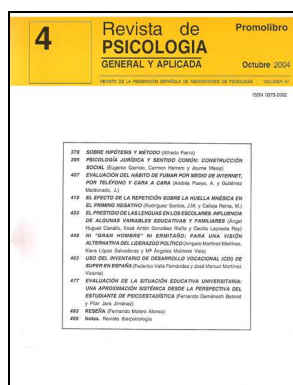 4
Revista de
PSICOLOGIA
GENERAL Y APLICADA
Promolibro
Octubre 2004
REVISTA DE LA FEDERACIÓN ESPAÑOLA DE ASOCIACIONES DE PSICOLOGÍA
VOLUMEN 57
ISSN 0373-2002
379 SOBRE HIPÓTESIS Y MÉTODO (Alfredo Fierro)
395 PSICOLOGÍA JURÍDICA Y SENTIDO COMÚN: CONSTRUCCIÓN
SOCIAL (Eugenio Garrido, Carmen Herrero y Jaume Masip)
407 EVALUACIÓN DEL HÁBITO DE FUMAR POR MEDIO DE INTERNET,
POR TELÉFONO Y CARA A CARA (Andrés Pueyo, A. y Gutiérrez
Maldonado, J.)
419 EL EFECTO DE LA REPETICIÓN SOBRE LA HUELLA MNÉSICA EN
EL PRIMING NEGATIVO (Rodríguez Santos, J.M. y Calleja Reina, M.)
435 EL PRESTIGIO DE LAS LENGUAS EN LOS ESCOLARES. INFLUENCIA
DE ALGUNAS VARIABLES EDUCATIVAS Y FAMILIARES (Ángel
Huguet Canalís, Xosé Antón González Riaño y Cecilio Lapresta Rey)
449 NI "GRAN HOMBRE" NI ERMITAÑO: PARA UNA VISIÓN
ALTERNATIVA DEL LIDERAZGO POLÍTICO (Amparo Martínez Martínez,
Kiara López Salvadores y Mª Ángeles Molinero Vela)
463 USO DEL INVENTARIO DE DESARROLLO VOCACIONAL (CDI) DE
SUPER EN ESPAÑA (Federico Valls Fernández y José Manuel Martínez
Vicente)
477 EVALUACIÓN DE LA SITUACIÓN EDUCATIVA UNIVERSITARIA:
UNA APROXIMACIÓN SISTÉMICA DESDE LA PERSPECTIVA DEL
ESTUDIANTE DE PSICOESTADÍSTICA (Fernando Doménech Betoret
y Pilar Jara Jiménez)
493 RESEÑA (Fernando Molero Alonso)
495 Notas. Revista Iberpsicología